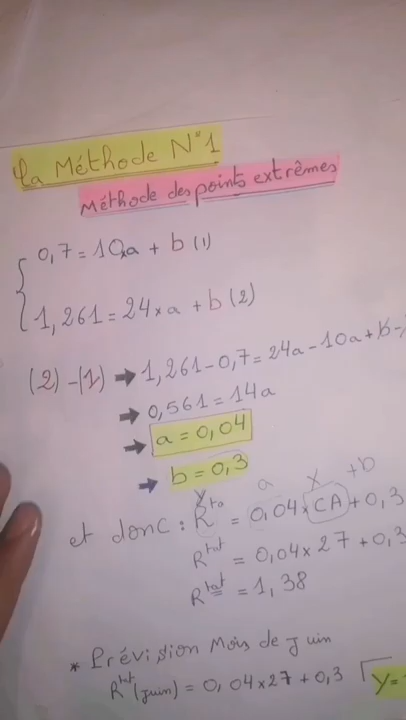 La Méthode N°1
Méthode des points extrêmes
0,7 = 10×a + b (1)
1,261 = 24×a + b (2)
(2) - (1) → 1,261 - 0,7 = 24a - 10a + b -
→ 0,561 = 14a
→ a = 0,04
→ b = 0,3
Y a X + b
et donc : R = 0,04 × CA + 0,3
R = 0,04 × 27 + 0,3
R = 1,38
* Prévision Mois de Juin
R (juin) = 0,04×27 + 0,3 Y =